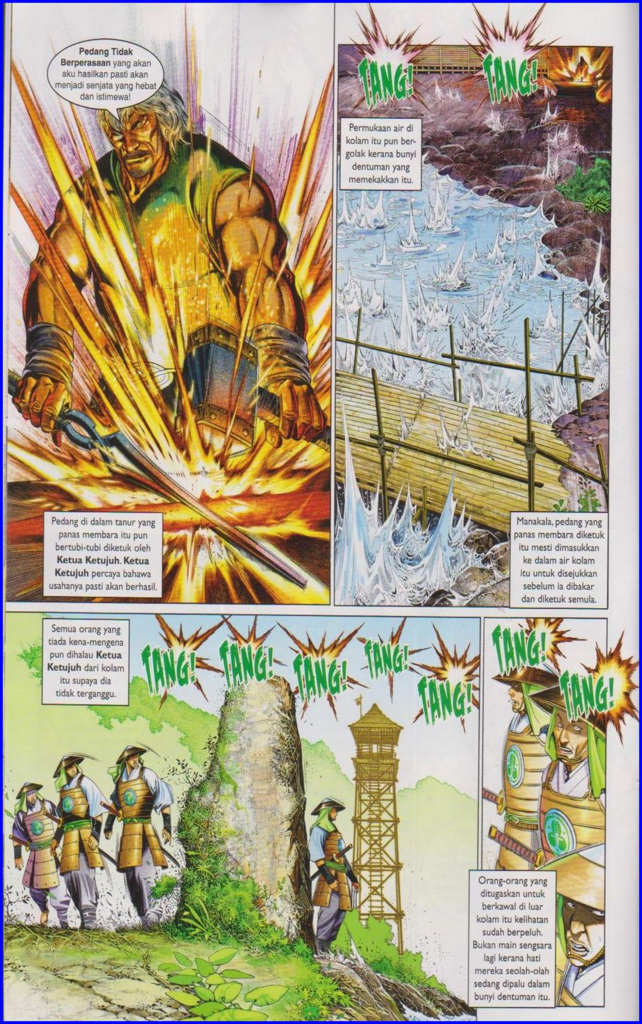 Pedang Tidak
Berperasaan yang akan
aku hasilkan pasti akan
menjadi senjata yang hebat
dan istimewa!
TANG!
TANG!
Permukaan air di
kolam itu pun ber-
golak kerana bunyi
dentuman yang
memekakkan itu.
Pedang di dalam tanur yang
panas membara itu pun
bertubi-tubi diketuk oleh
Ketua Ketujuh. Ketua
Ketujuh percaya bahawa
usahanya pasti akan berhasil.
Manakala, pedang yang
panas membara diketuk
itu mesti dimasukkan
ke dalam air kolam
itu untuk disejukkan
sebelum ia dibakar
dan diketuk semula.
Semua orang yang
tiada kena-mengena
pun dihalau Ketua
Ketujuh dari kolam
itu supaya dia
tidak terganggu.
TANG!
TANG!
TANG!
TANG!
TANG!
TANG!
TANG!
Orang-orang yang
ditugaskan untuk
berkawal di luar
kolam itu kelihatan
sudah berpeluh.
Bukan main sengsara
lagi kerana hati
mereka seolah-olah
sedang dipalu dalam
bunyi dentuman itu.